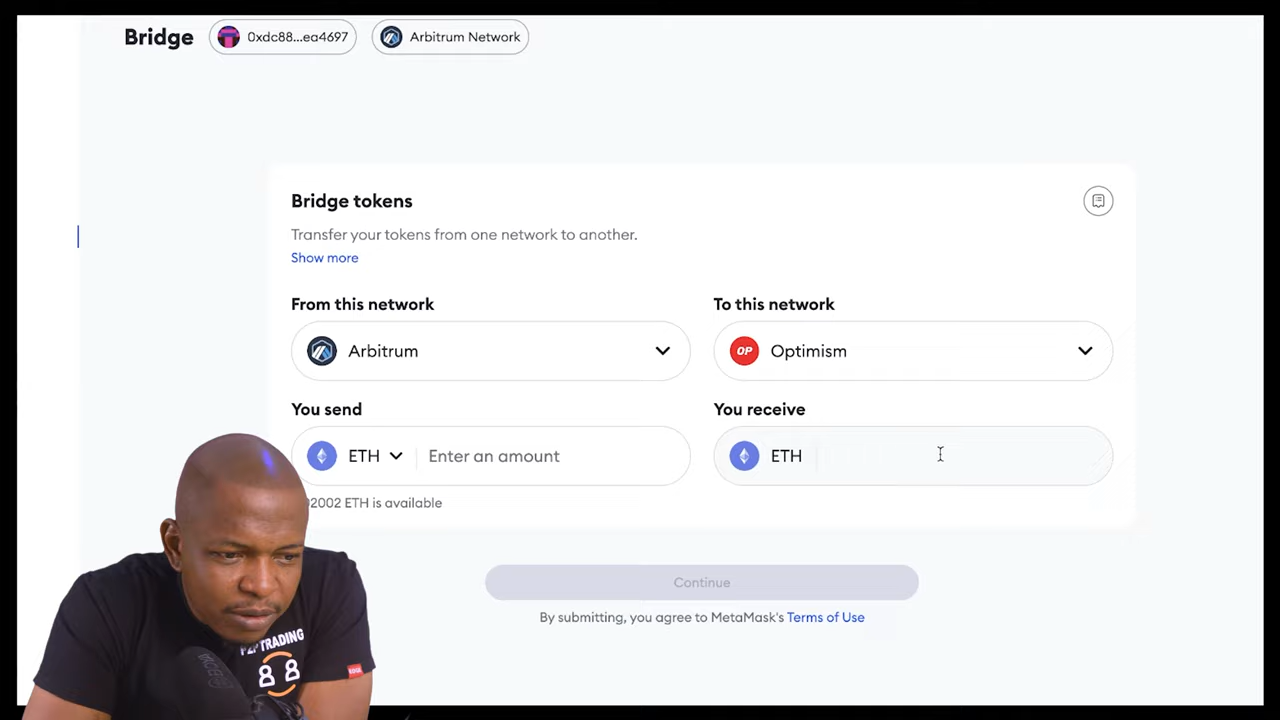 Bridge
0xdc88...ea4697
Arbitrum Network
Bridge tokens
Transfer your tokens from one network to another.
Show more
From this network
To this network
Arbitrum
OP
Optimism
You send
You receive
ETH
Enter an amount
ETH
2002 ETH is available
Continue
By submitting, you agree to MetaMask's Terms of Use
P2P TRADING
88